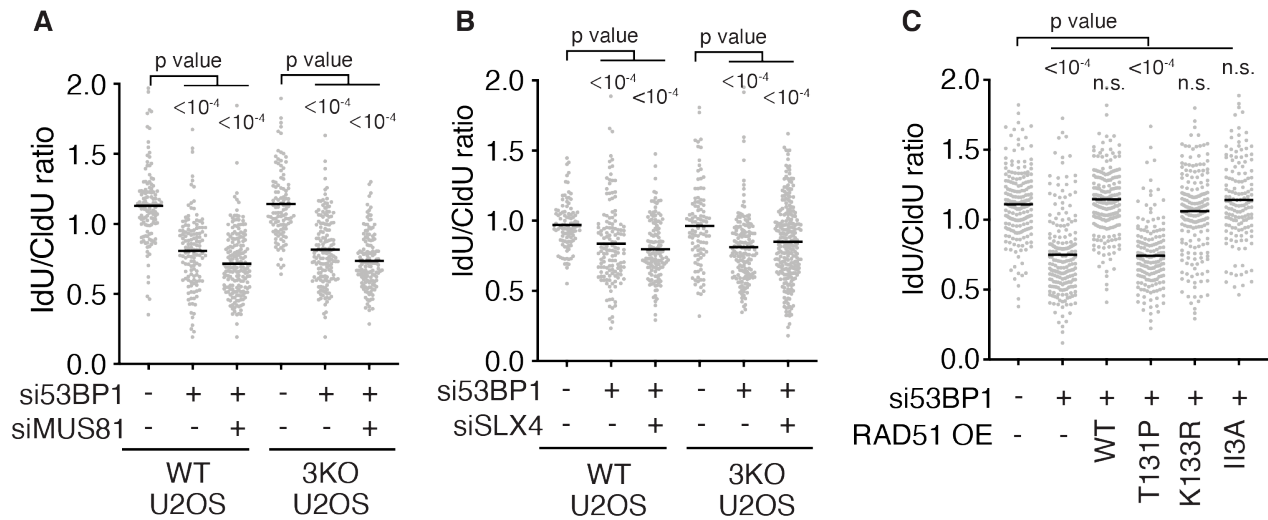 A
p value
p value
<10-4
<10-4
<10-4
<10-4
IdU/CldU ratio
2.0
1.5
1.0
0.5
0.0
si53BP1 - + + - + +
siMUS81 - - + - - +
WT
U2OS
3KO
U2OS
B
p value
p value
<10-4
<10-4
<10-4
<10-4
IdU/CldU ratio
2.0
1.5
1.0
0.5
0.0
si53BP1 - + + - + +
siSLX4 - - + - - +
WT
U2OS
3KO
U2OS
C
p value
<10-4
n.s.
<10-4
n.s.
n.s.
IdU/CldU ratio
2.0
1.5
1.0
0.5
0.0
si53BP1 - + + + + +
RAD51 OE - - WT T131P K133R II3A